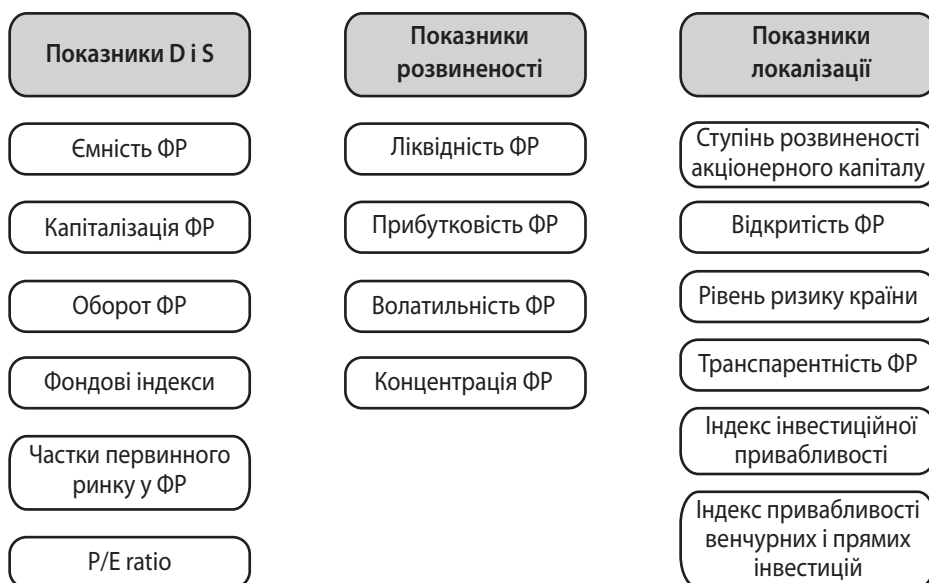 Показники D і S
Ємність ФР
Капіталізація ФР
Оборот ФР
Фондові індекси
Частки первинного
ринку у ФР
P/E ratio
Показники
розвиненості
Ліквідність ФР
Прибутковість ФР
Волатильність ФР
Концентрація ФР
Показники
локалізації
Ступінь розвиненості
акціонерного капіталу
Відкритість ФР
Рівень ризику країни
Транспарентність ФР
Індекс інвестиційної
привабливості
Індекс привабливості
венчурних і прямих
інвестицій